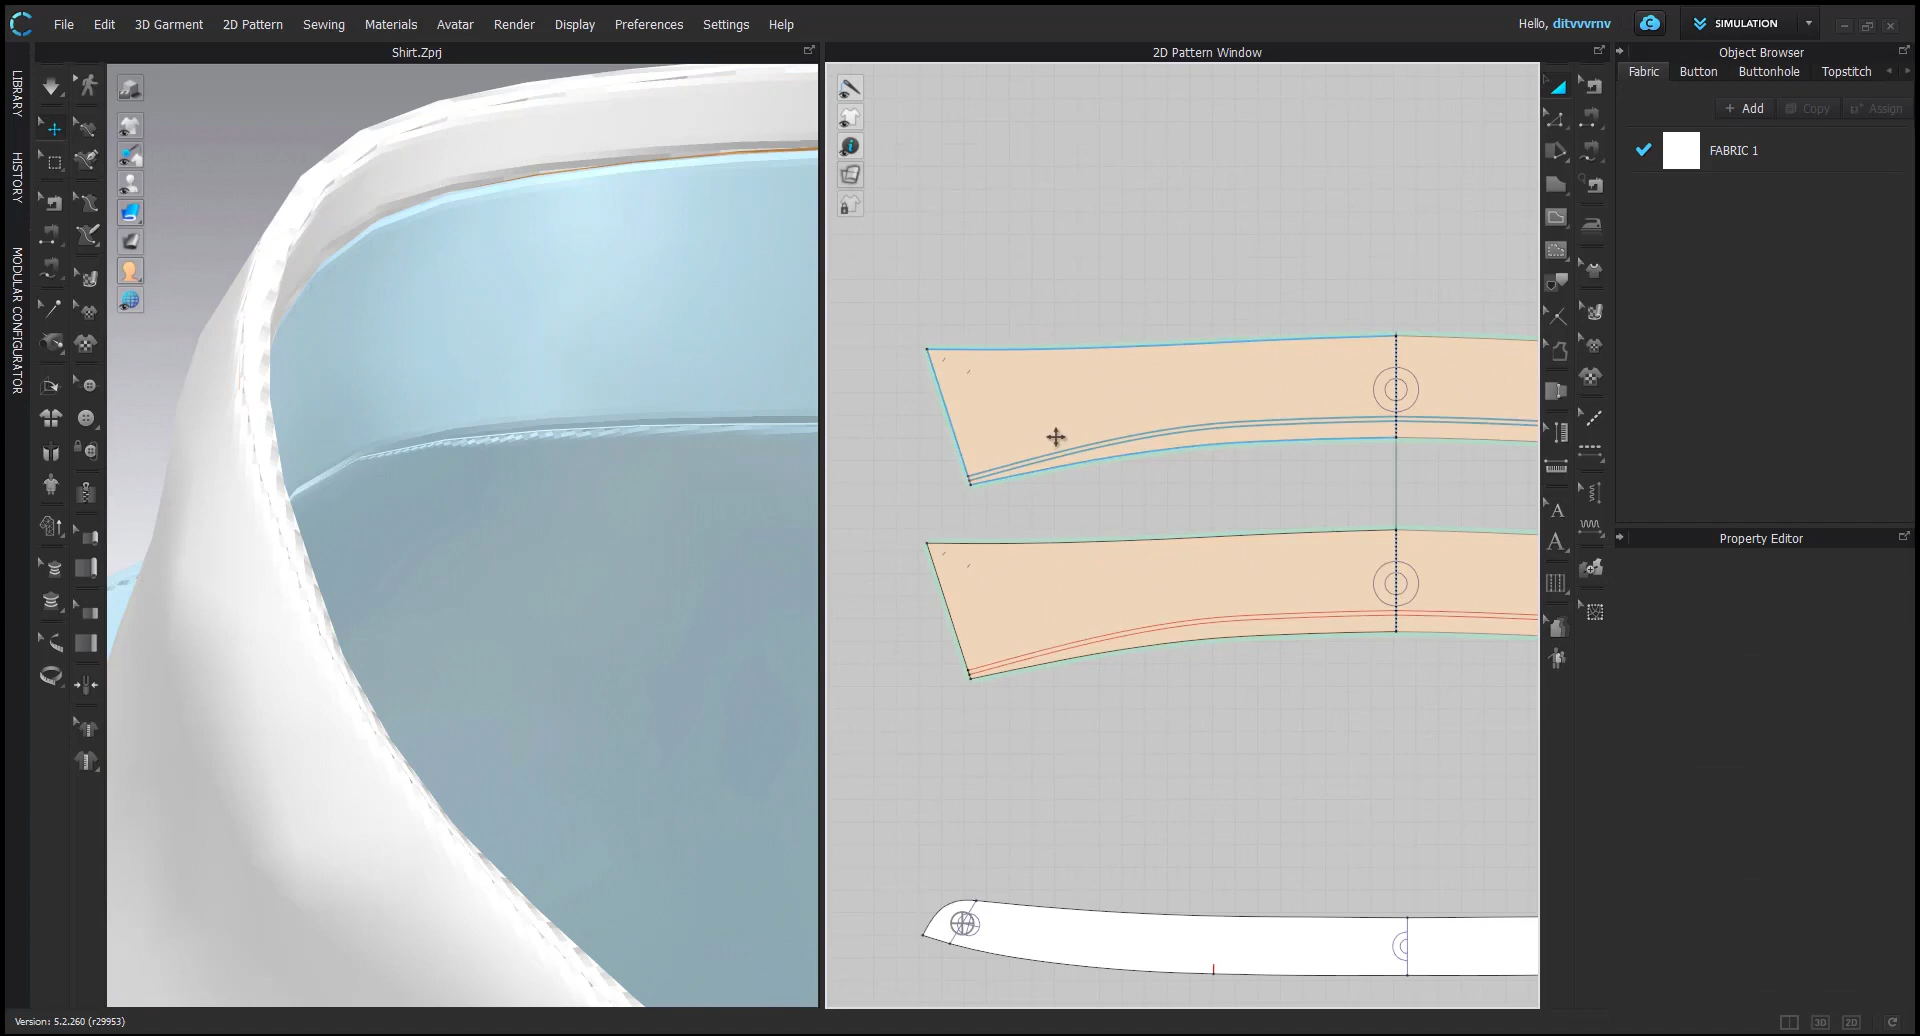 File Edit 3D Garment 2D Pattern Sewing Materials Avatar Render Display Preferences Settings Help
Hello, ditvvvrnv
SIMULATION
Shirt.Zprj
2D Pattern Window
Object Browser
Fabric Button Buttonhole Topstitch
+ Add Copy Assign
FABRIC 1
LIBRARY
HISTORY
MODULAR CONFIGURATOR
A
A
Property Editor
Version: 5.2.260 (r29953)
3D 2D